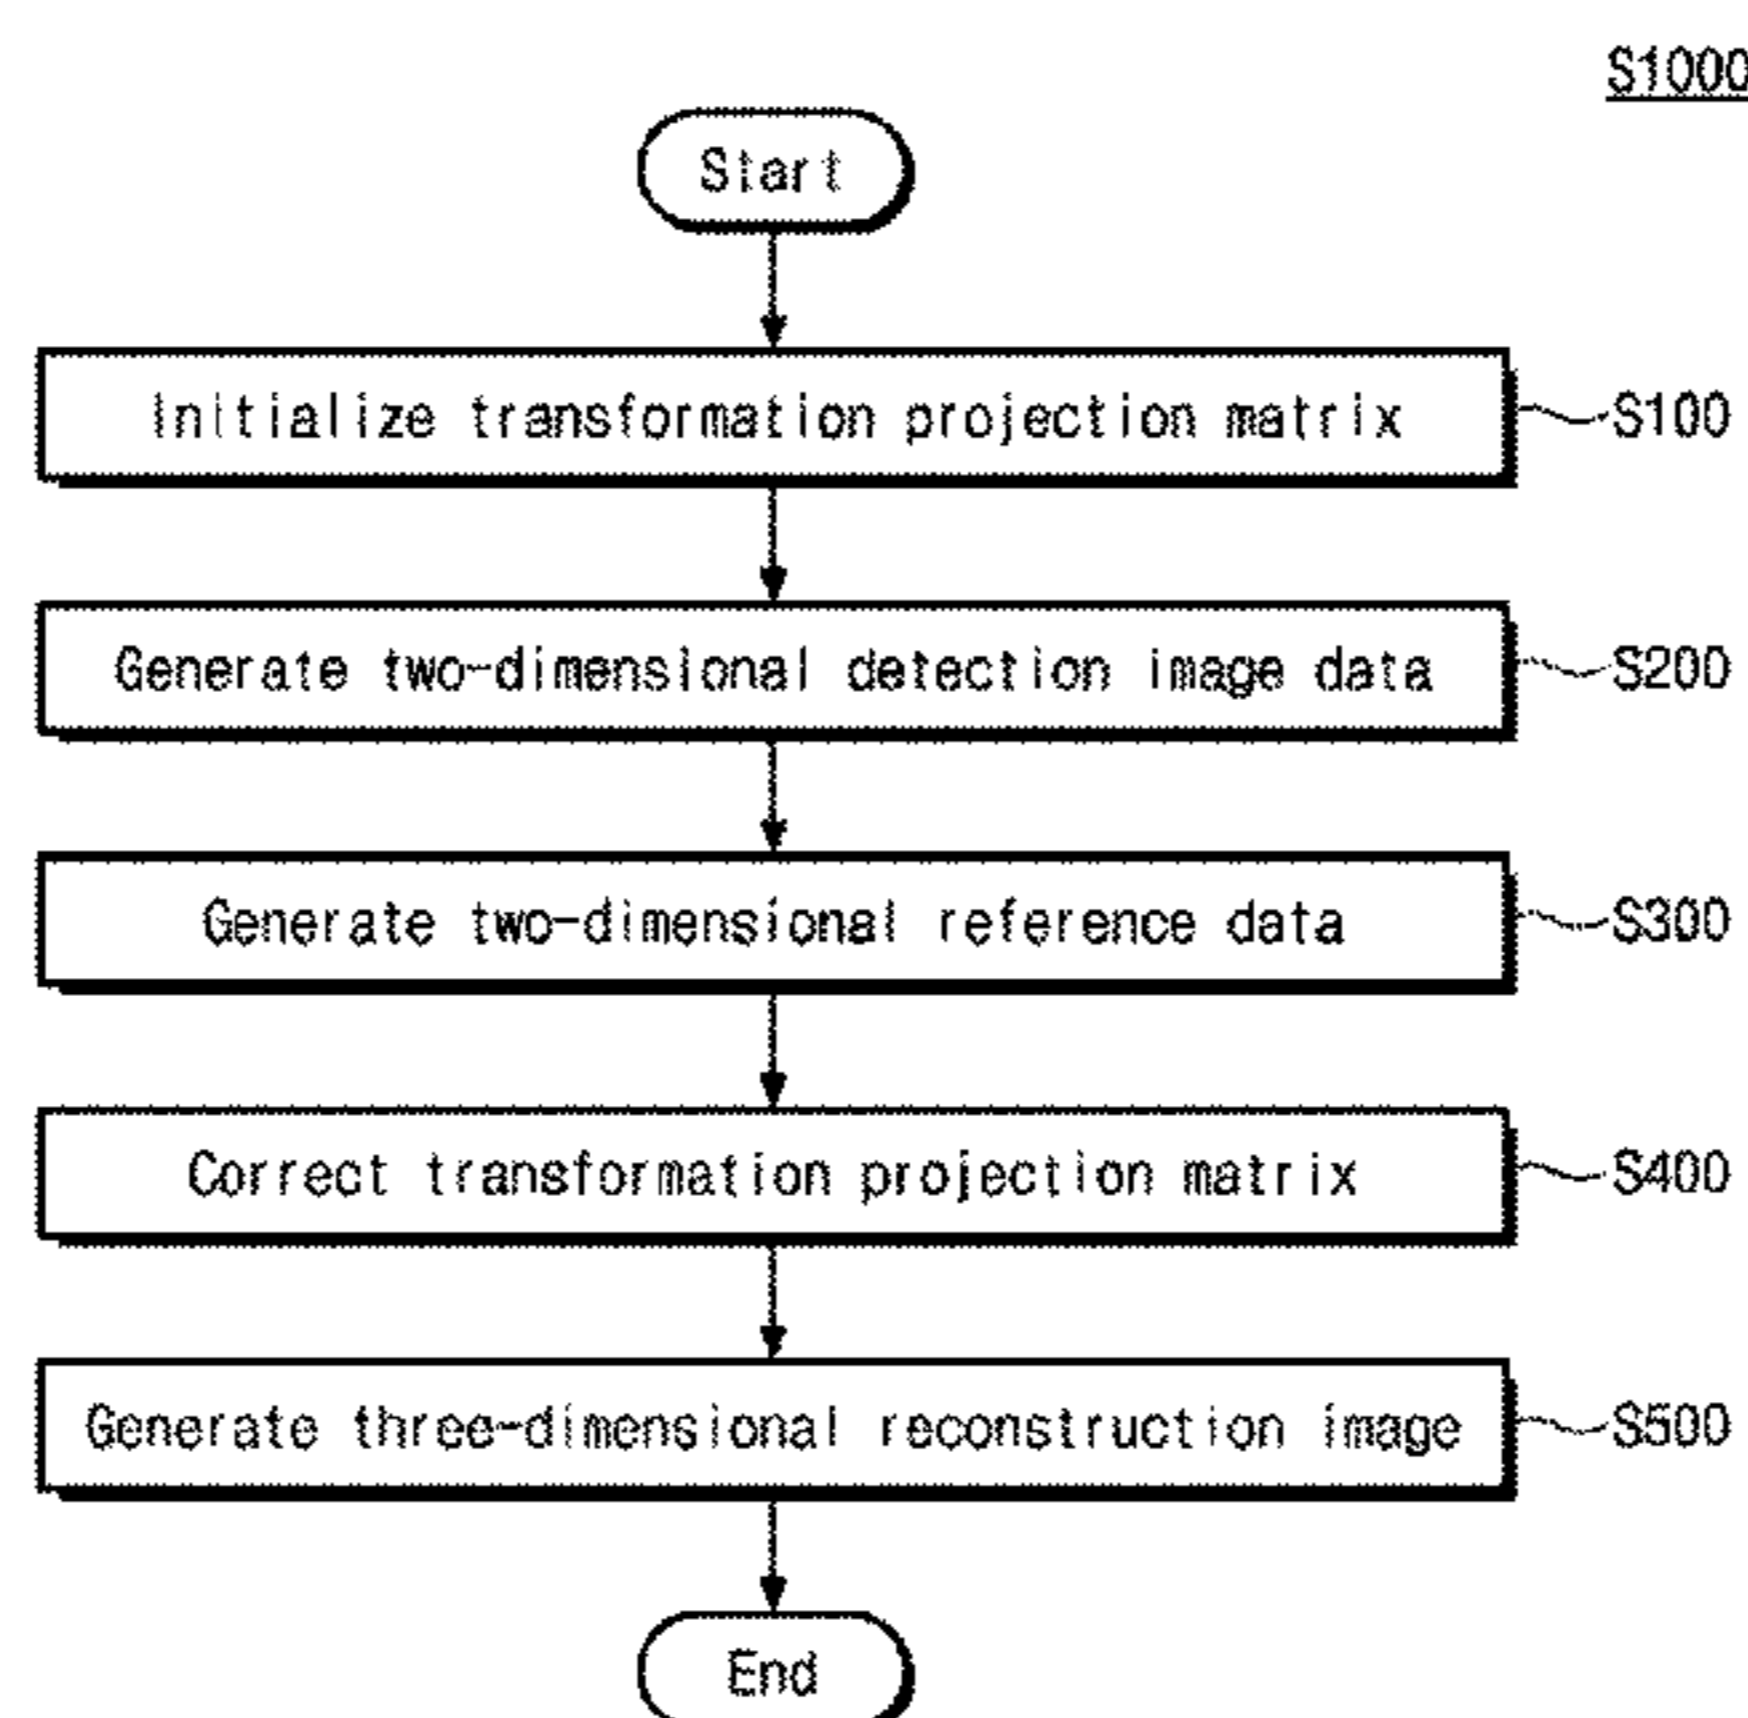 S1000
Start
Initialize transformation projection matrix
S100
Generate two-dimensional detection image data
S200
Generate two-dimensional reference data
S300
Correct transformation projection matrix
S400
Generate three-dimensional reconstruction image
S500
End